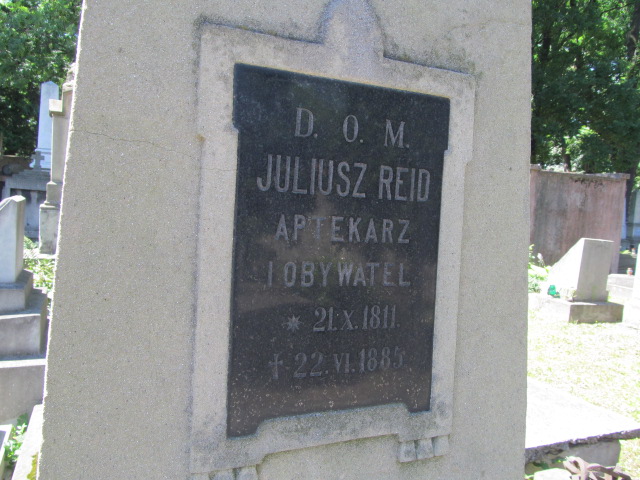 D. O. M.
JULIUSZ REID
APTEKARZ
I OBYWATEL
* 21.X.1811.
† 22.VI.1885